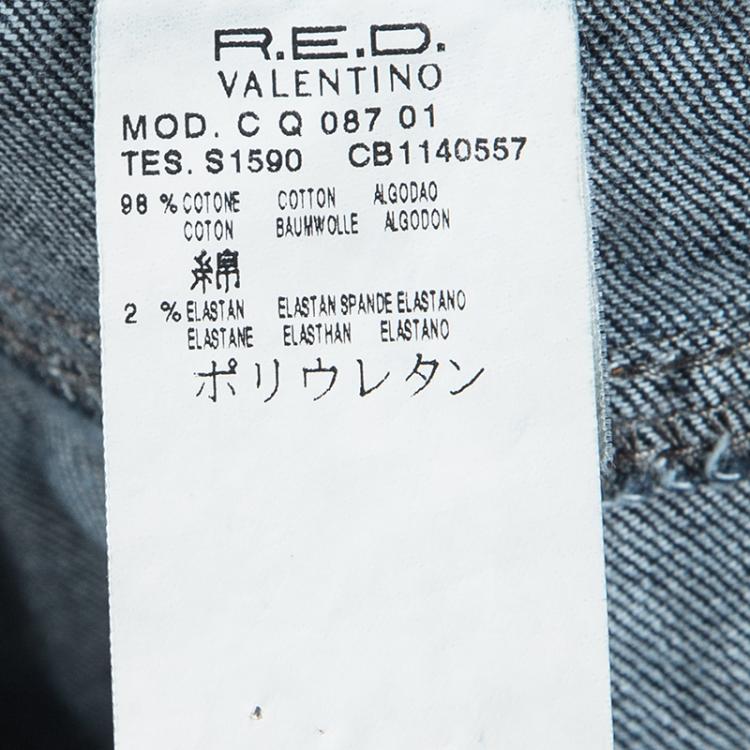 R.E.D.
VALENTINO
MOD. C Q 087 01
TES. S1590 CB1140557
98 % COTONE COTTON ALGODAO
COTON BAUMWOLLE ALGODON
綿
2 % ELASTAN ELASTAN SPANDE ELASTANO
ELASTANE ELASTHAN ELASTANO
ポリウレタン